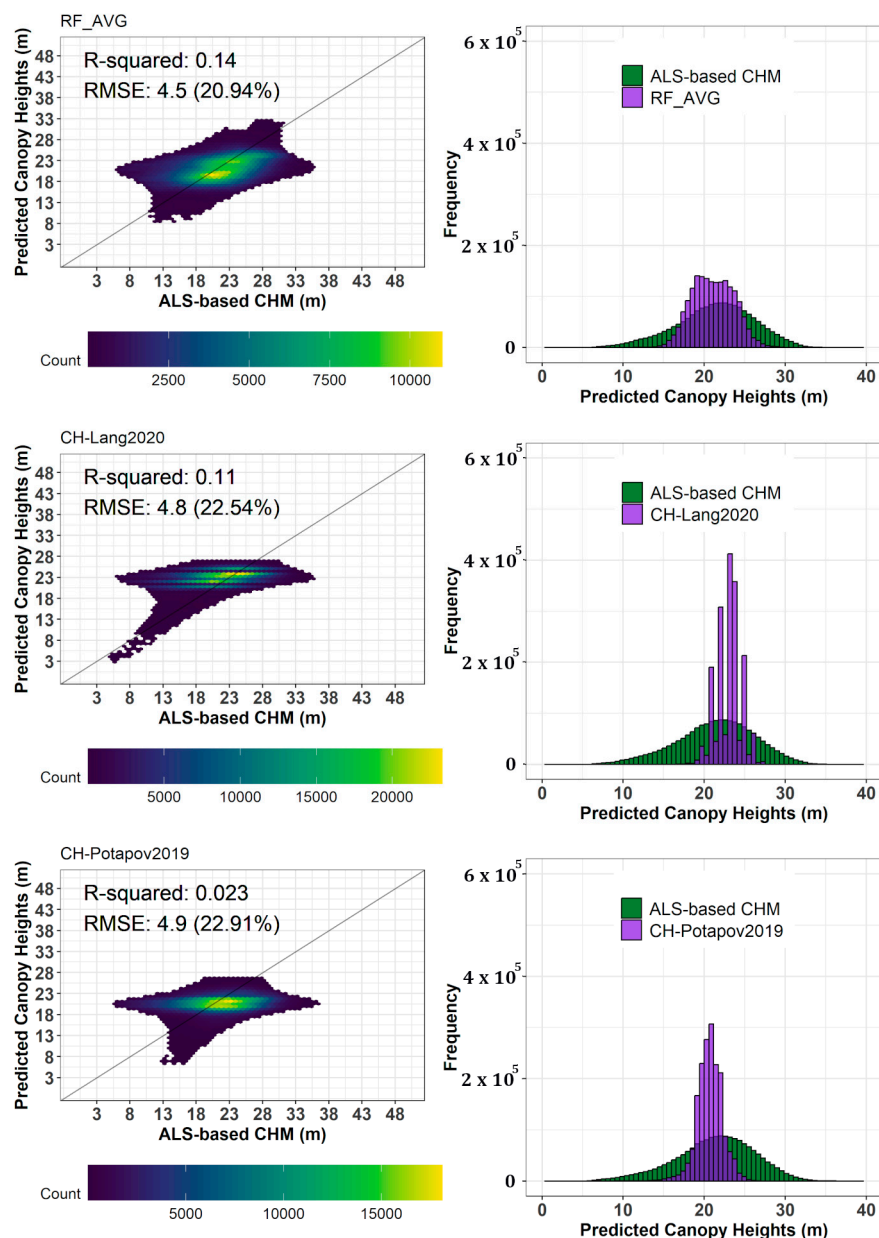 RF_AVG
R-squared: 0.14
RMSE: 4.5 (20.94%)
Predicted Canopy Heights (m)
48
43
38
33
28
23
18
13
8
3
3 8 13 18 23 28 33 38 43 48
ALS-based CHM (m)
Count
2500 5000 7500 10000
6 x 10^5
4 x 10^5
2 x 10^5
0
Frequency
ALS-based CHM
RF_AVG
0 10 20 30 40
Predicted Canopy Heights (m)
CH-Lang2020
R-squared: 0.11
RMSE: 4.8 (22.54%)
Predicted Canopy Heights (m)
48
43
38
33
28
23
18
13
8
3
3 8 13 18 23 28 33 38 43 48
ALS-based CHM (m)
Count
5000 10000 15000 20000
6 x 10^5
4 x 10^5
2 x 10^5
0
Frequency
ALS-based CHM
CH-Lang2020
0 10 20 30 40
Predicted Canopy Heights (m)
CH-Potapov2019
R-squared: 0.023
RMSE: 4.9 (22.91%)
Predicted Canopy Heights (m)
48
43
38
33
28
23
18
13
8
3
3 8 13 18 23 28 33 38 43 48
ALS-based CHM (m)
Count
5000 10000 15000
6 x 10^5
4 x 10^5
2 x 10^5
0
Frequency
ALS-based CHM
CH-Potapov2019
0 10 20 30 40
Predicted Canopy Heights (m)